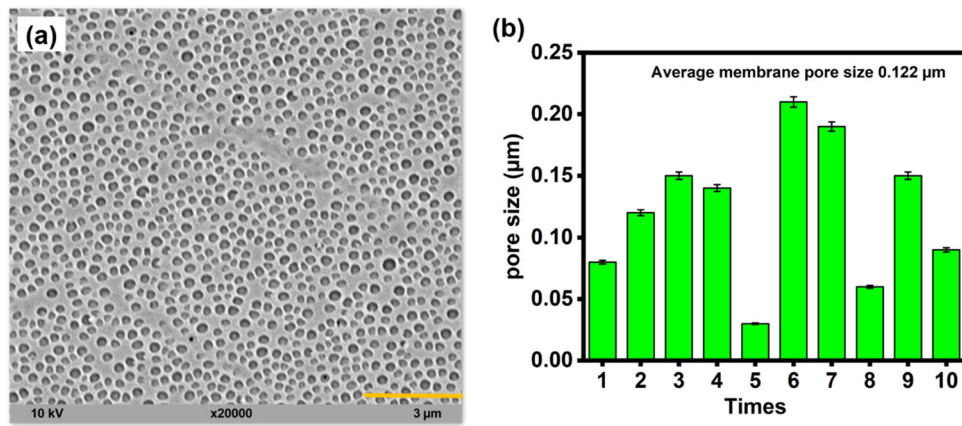 (a)
10 kV x20000 3 µm
(b)
Average membrane pore size 0.122 µm
pore size (µm)
0.25
0.20
0.15
0.10
0.05
0.00
1 2 3 4 5 6 7 8 9 10
Times